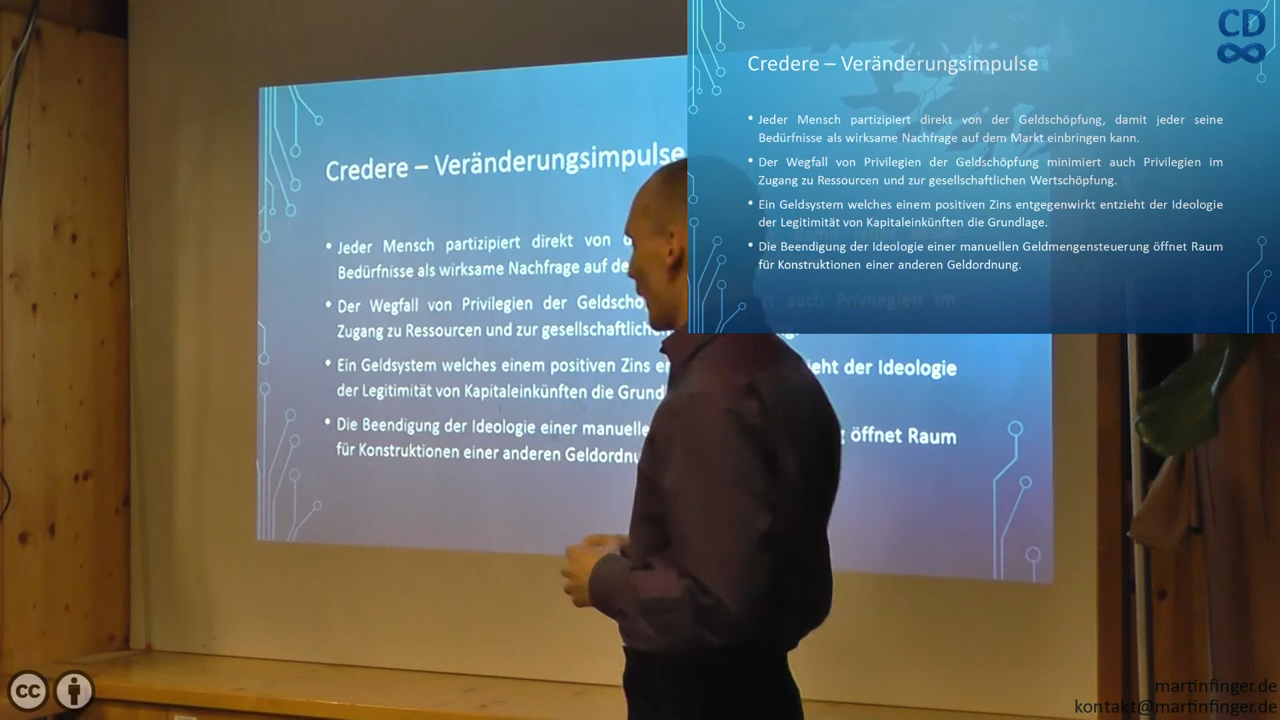 Credere – Veränderungsimpulse
• Jeder Mensch partizipiert direkt von
Bedürfnisse als wirksame Nachfrage auf
• Der Wegfall von Privilegien der
Zugang zu Ressourcen und zur
• Ein Geldsystem welches einem positiven Zins
der Ideologie
der Legitimität von Kapitaleinkünften die
• Die Beendigung der Ideologie einer
öffnet Raum
für Konstruktionen einer anderen
CD
Credere – Veränderungsimpulse
• Jeder Mensch partizipiert direkt von der Geldschöpfung, damit jeder seine
Bedürfnisse als wirksame Nachfrage auf dem Markt einbringen kann.
• Der Wegfall von Privilegien der Geldschöpfung minimiert auch Privilegien im
Zugang zu Ressourcen und zur gesellschaftlichen Wertschöpfung.
• Ein Geldsystem welches einem positiven Zins entgegenwirkt entzieht der Ideologie
der Legitimität von Kapitaleinkünften die Grundlage.
• Die Beendigung der Ideologie einer manuellen Geldmengensteuerung öffnet Raum
für Konstruktionen einer anderen Geldordnung.
cc
martinfinger.de
kontakt@martinfinger.de